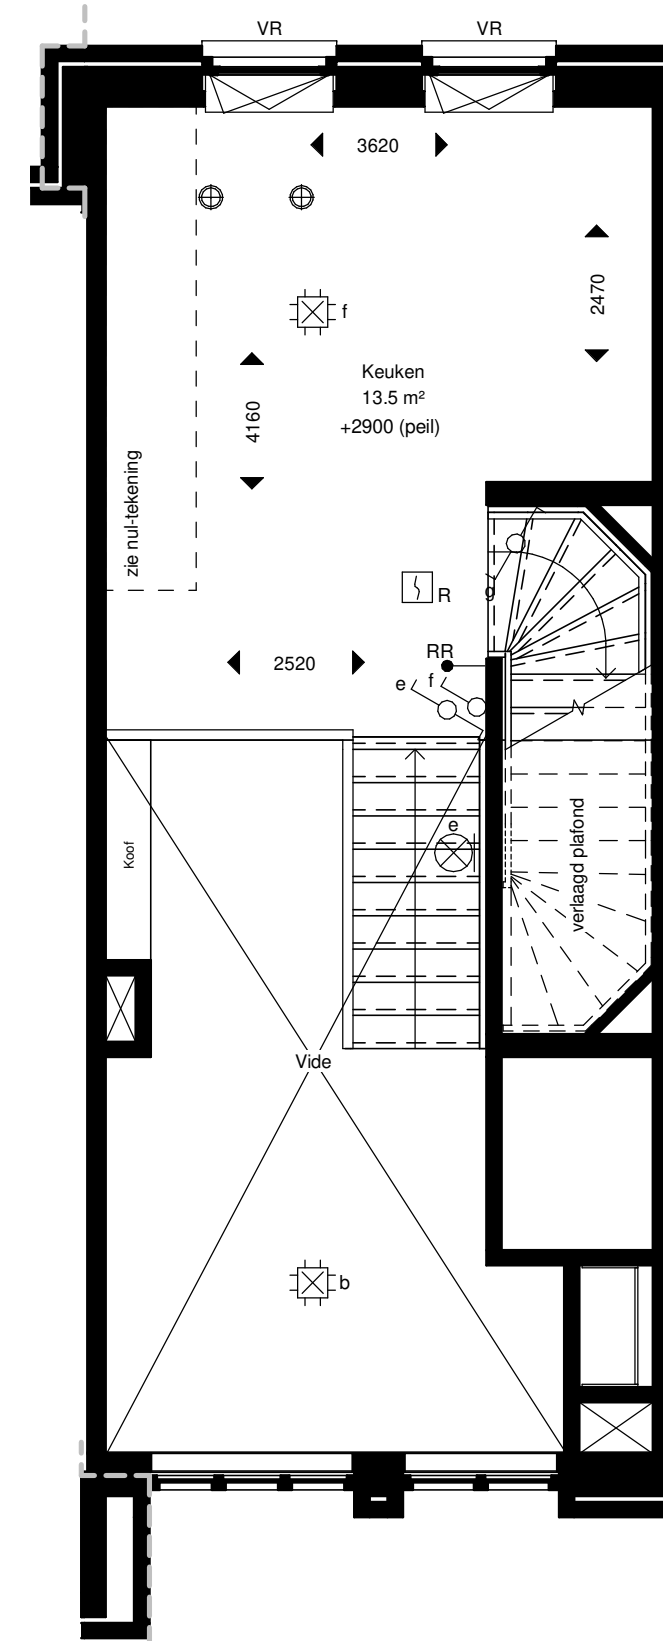 VR
VR
3620
2470
f
Keuken
13.5 m²
+2900 (peil)
4160
zie nul-tekening
R
g
RR
2520
e
f
e
Koof
verlaagd plafond
Vide
b